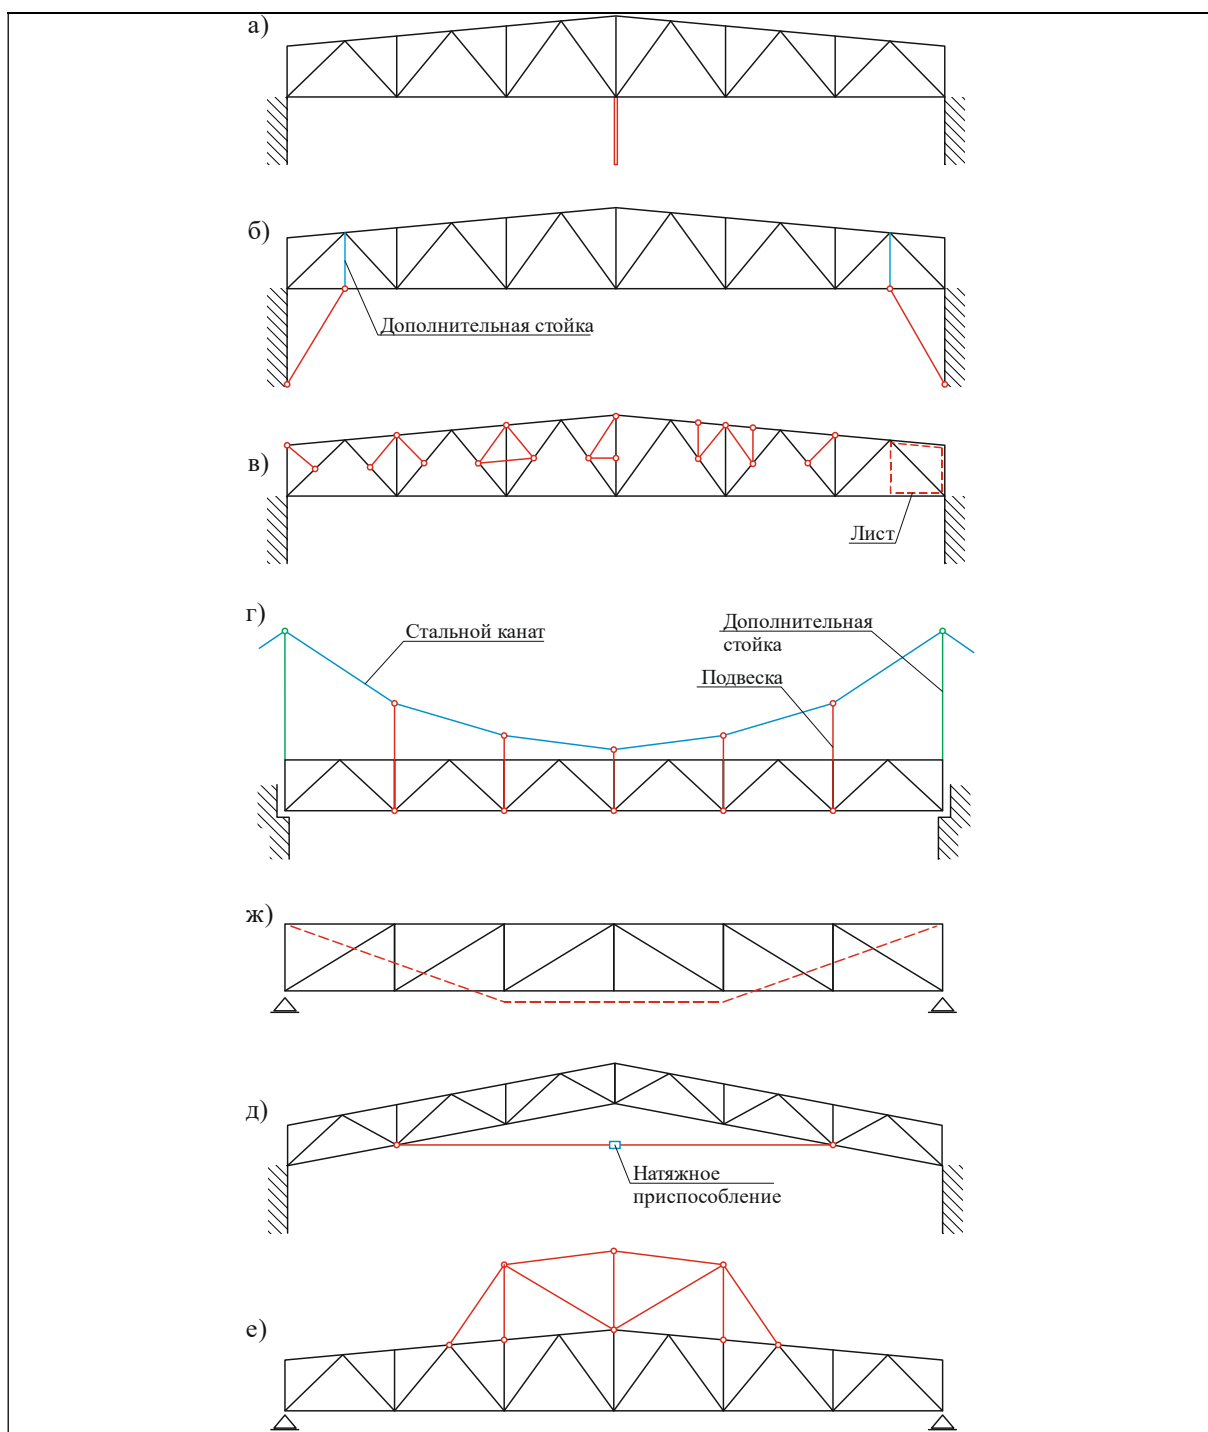 а)
б)
Дополнительная стойка
в)
Лист
г)
Стальной канат
Дополнительная
стойка
Подвеска
ж)
д)
Натяжное
приспособление
е)